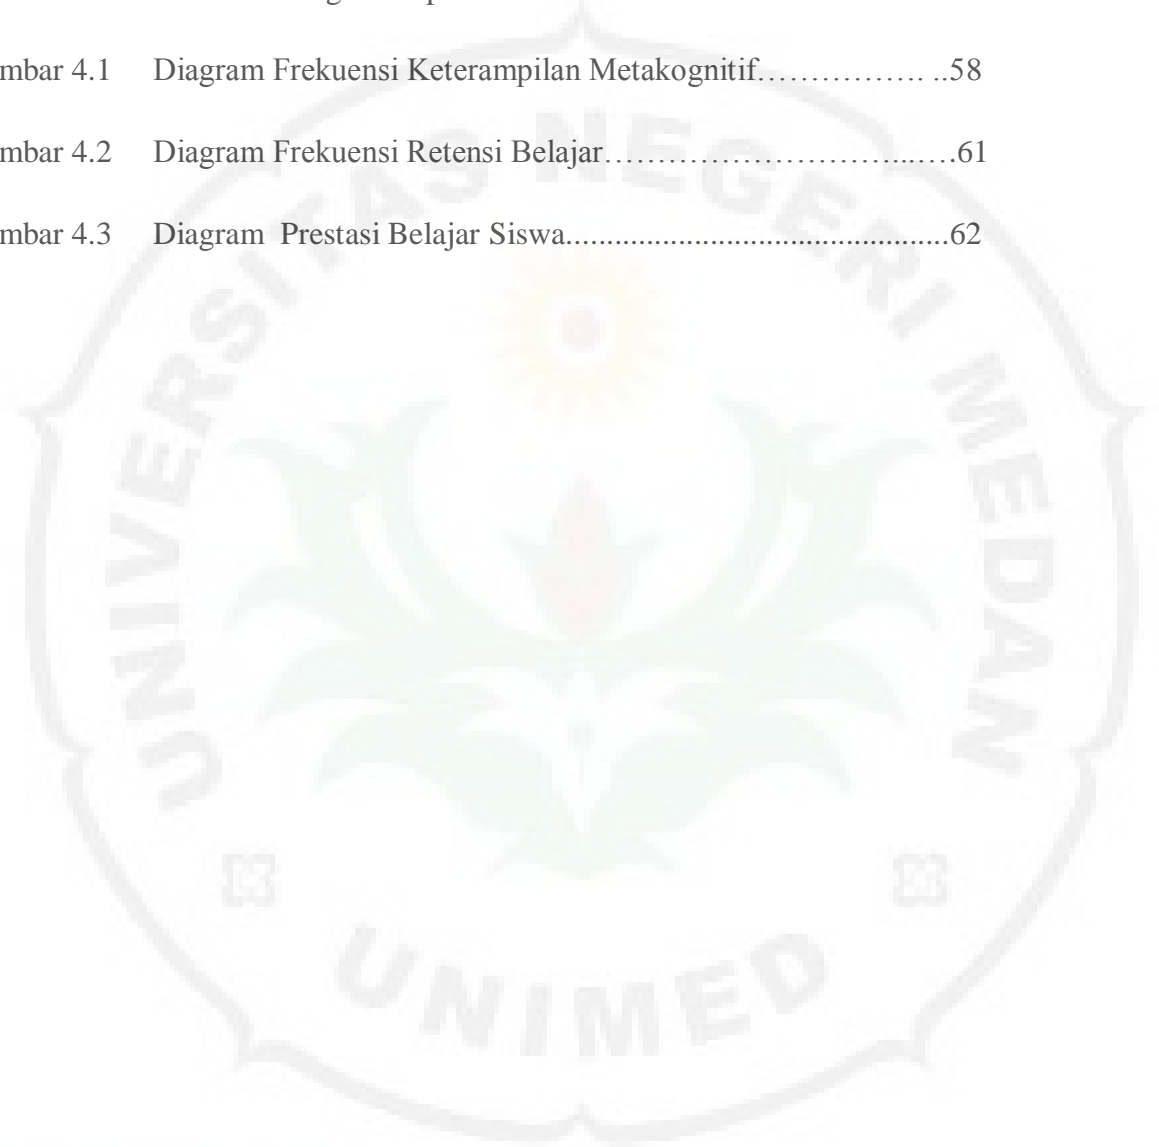 mbar 4.1 Diagram Frekuensi Keterampilan Metakognitif…………… ..58
mbar 4.2 Diagram Frekuensi Retensi Belajar………………………....….61
mbar 4.3 Diagram  Prestasi Belajar Siswa...............................................62
UNIVERSITAS NEGERI MEDAN
UNIMED